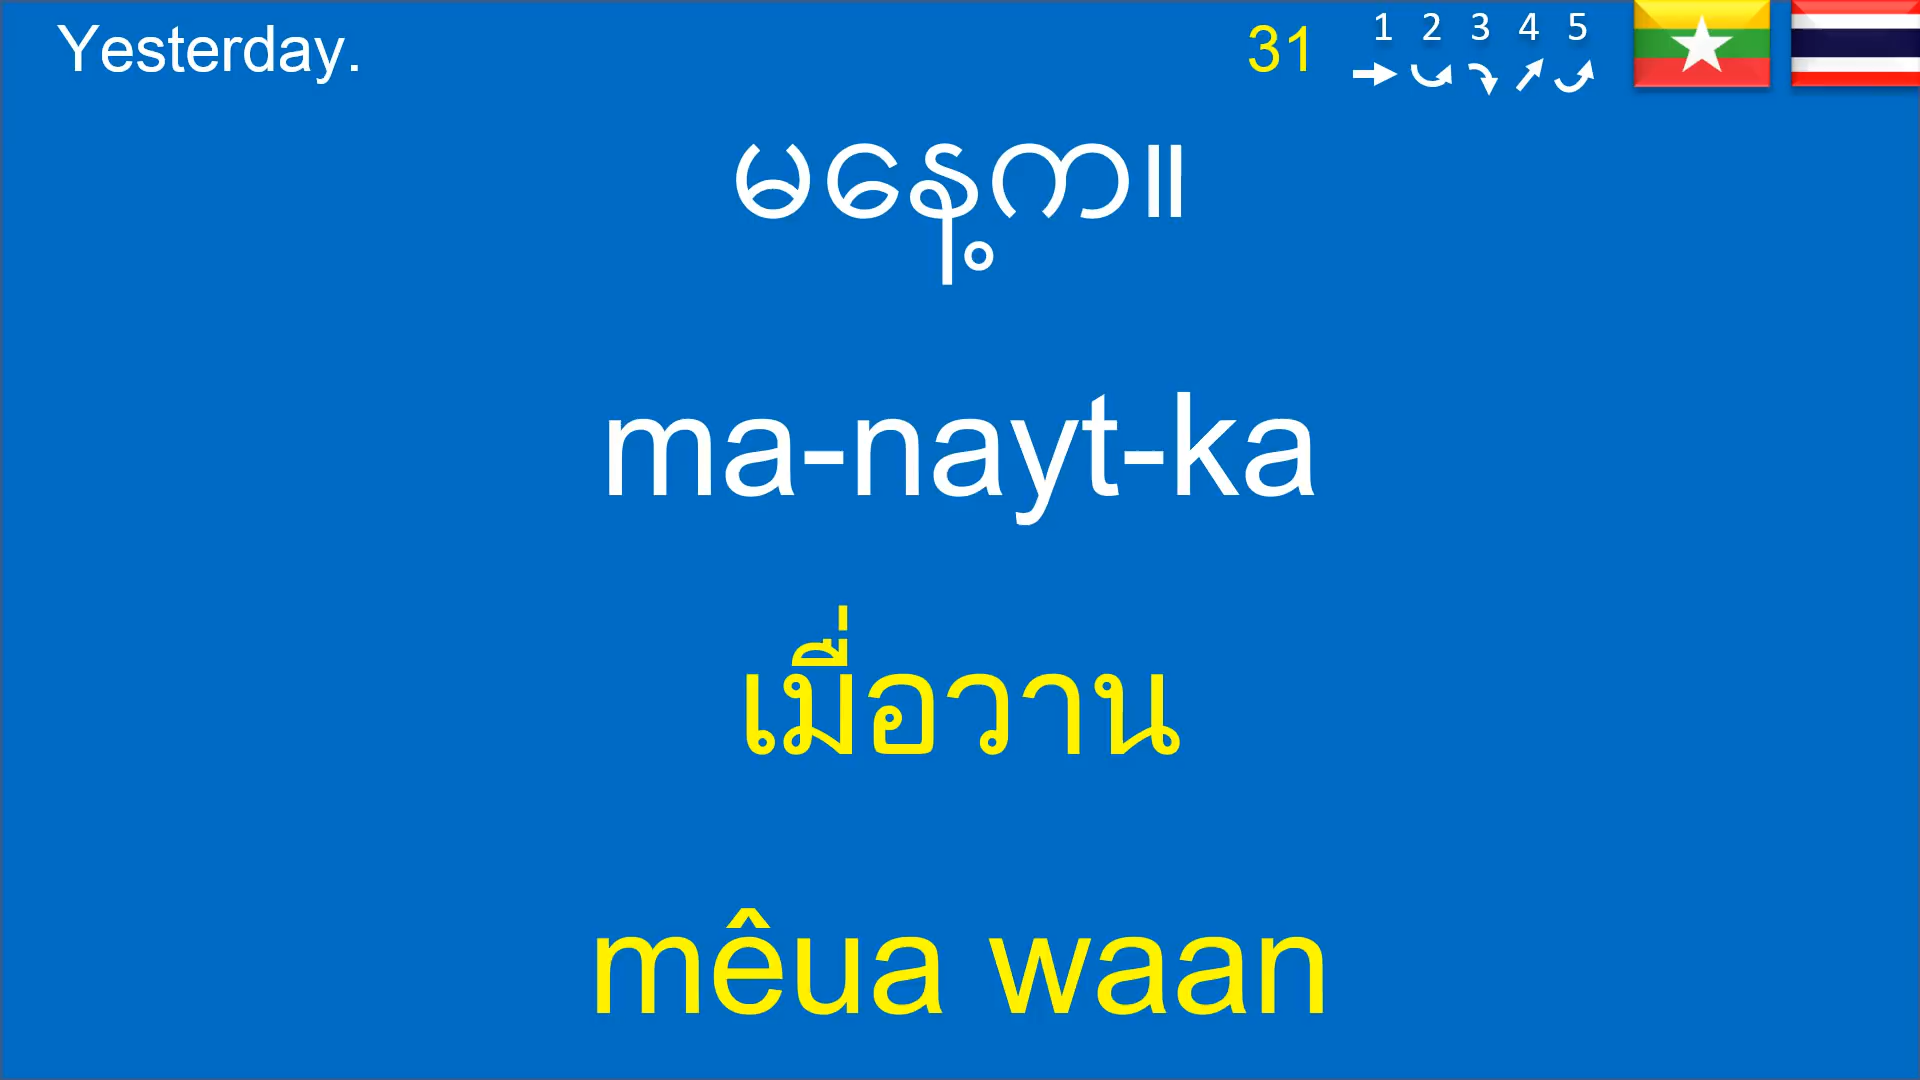 Yesterday.
31
1 2 3 4 5
မနေ့က။
ma-nayt-ka
เมื่อวาน
mêua waan